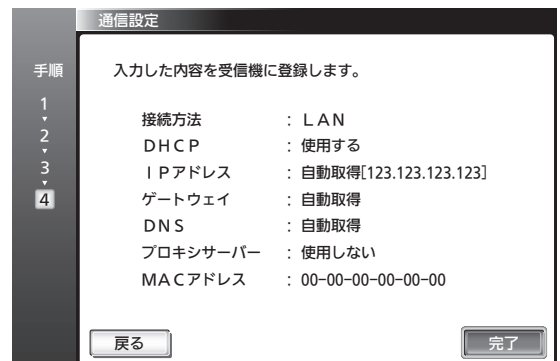 通信設定
手順
1
2
3
4
入力した内容を受信機に登録します。
接続方法 : LAN
DHCP : 使用する
IPアドレス : 自動取得[123.123.123.123]
ゲートウェイ : 自動取得
DNS : 自動取得
プロキシサーバー : 使用しない
MACアドレス : 00-00-00-00-00-00
戻る
完了